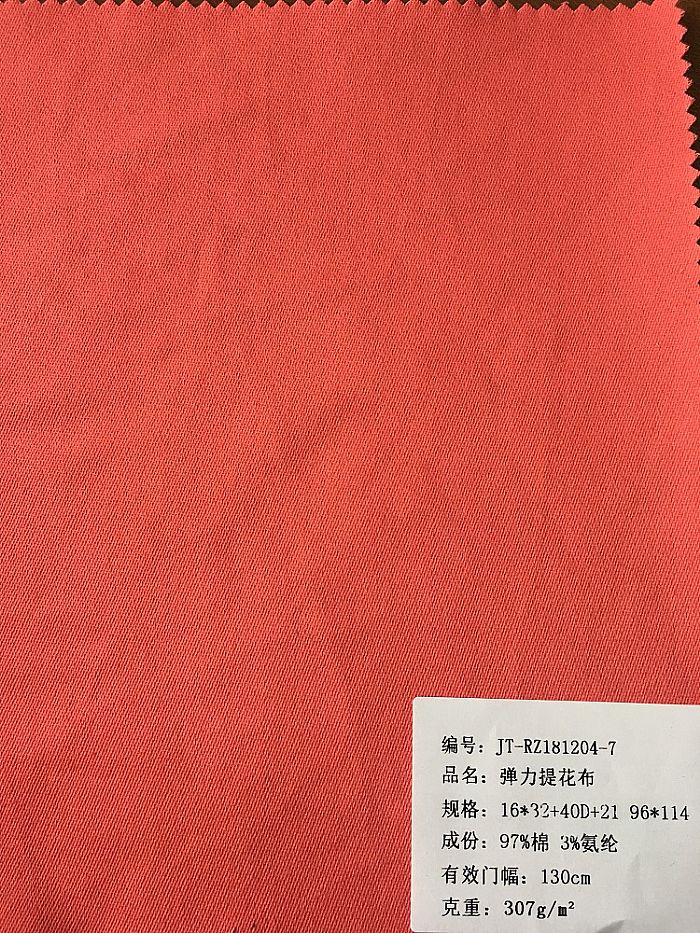 编号: JT-RZ181204-7
品名: 弹力提花布
规格: 16*32+40D+21 96*114
成份: 97%棉 3%氨纶
有效门幅: 130cm
克重: 307g/m²